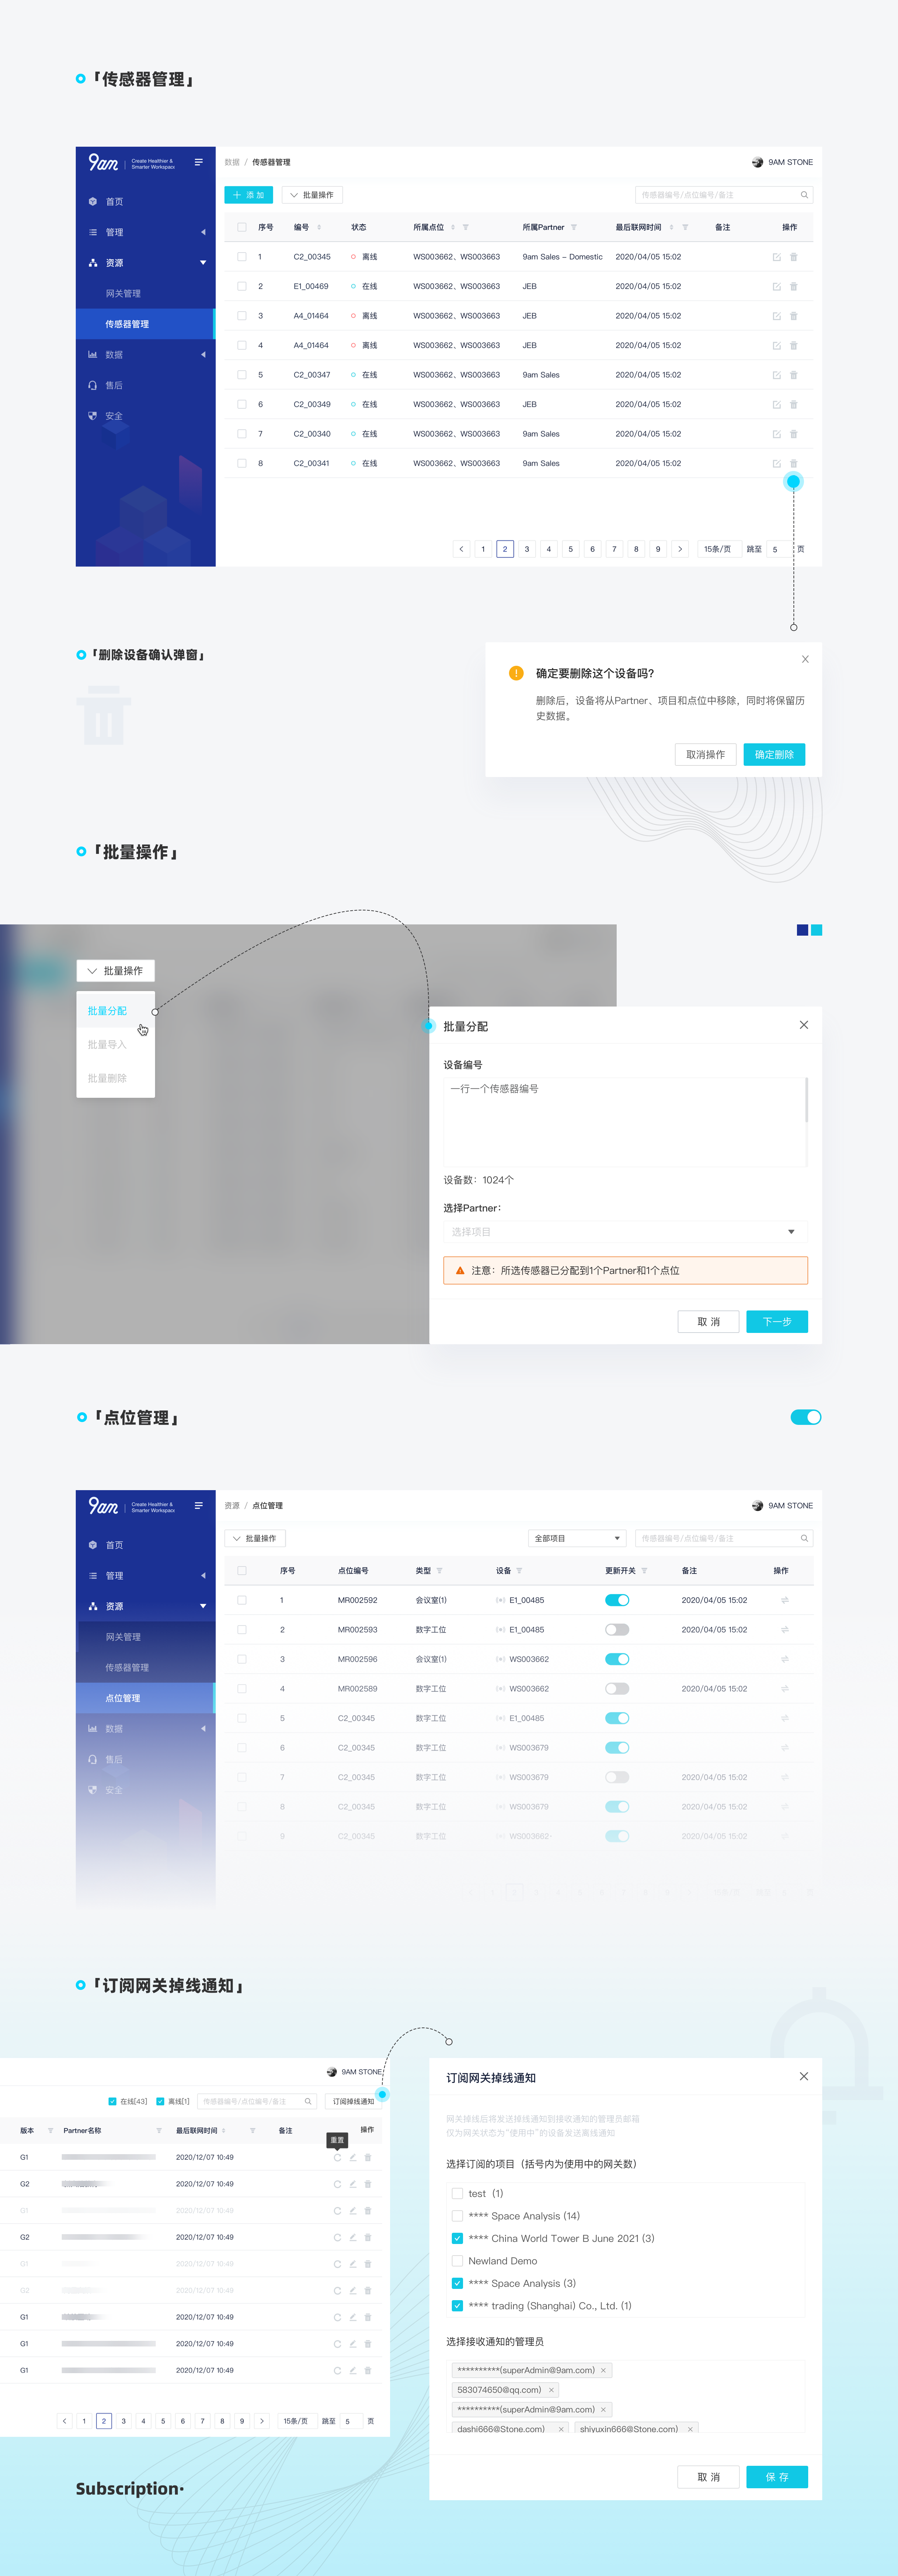 「传感器管理」
9am Create Healthier & Smarter Workspace
数据 / 传感器管理
9AM STONE
首页
管理
资源
网关管理
传感器管理
数据
售后
安全
添 加 批量操作 传感器编号/点位编号/备注
序号 编号 状态 所属点位 所属Partner 最后联网时间 备注 操作
1 C2_00345 离线 WS003662、WS003663 9am Sales – Domestic 2020/04/05 15:02
2 E1_00469 在线 WS003662、WS003663 JEB 2020/04/05 15:02
3 A4_01464 离线 WS003662、WS003663 JEB 2020/04/05 15:02
4 A4_01464 离线 WS003662、WS003663 JEB 2020/04/05 15:02
5 C2_00347 在线 WS003662、WS003663 9am Sales 2020/04/05 15:02
6 C2_00349 在线 WS003662、WS003663 JEB 2020/04/05 15:02
7 C2_00340 在线 WS003662、WS003663 9am Sales 2020/04/05 15:02
8 C2_00341 在线 WS003662、WS003663 9am Sales 2020/04/05 15:02
1 2 3 4 5 6 7 8 9 15条/页 跳至 5 页
「删除设备确认弹窗」
确定要删除这个设备吗?
删除后，设备将从Partner、项目和点位中移除，同时将保留历
史数据。
取消操作 确定删除
「批量操作」
批量操作
批量分配
批量导入
批量删除
批量分配
设备编号
一行一个传感器编号
设备数：1024个
选择Partner：
选择项目
注意：所选传感器已分配到1个Partner和1个点位
取 消 下一步
「点位管理」
9am Create Healthier & Smarter Workspace
资源 / 点位管理
9AM STONE
首页
管理
资源
网关管理
传感器管理
点位管理
数据
售后
安全
批量操作 全部项目 传感器编号/点位编号/备注
序号 点位编号 类型 设备 更新开关 备注 操作
1 MR002592 会议室(1) E1_00485 2020/04/05 15:02
2 MR002593 数字工位 E1_00485 2020/04/05 15:02
3 MR002596 会议室(1) WS003662
4 MR002589 数字工位 WS003662 2020/04/05 15:02
5 C2_00345 数字工位 E1_00485
6 C2_00345 数字工位 WS003679
7 C2_00345 数字工位 WS003679 2020/04/05 15:02
8 C2_00345 数字工位 WS003679 2020/04/05 15:02
9 C2_00345 数字工位 WS003662- 2020/04/05 15:02
「订阅网关掉线通知」
9AM STONE
在线[43] 离线[1] 传感器编号/点位编号/备注 订阅掉线通知
版本 Partner名称 最后联网时间 备注 操作
重置
G1 2020/12/07 10:49
G2 2020/12/07 10:49
G1 2020/12/07 10:49
G2 2020/12/07 10:49
G1 2020/12/07 10:49
G2 2020/12/07 10:49
G1 2020/12/07 10:49
G1 2020/12/07 10:49
G1 2020/12/07 10:49
1 2 3 4 5 6 7 8 9 15条/页 跳至 5 页
订阅网关掉线通知
网关掉线后将发送掉线通知到接收通知的管理员邮箱
仅为网关状态为“使用中”的设备发送离线通知
选择订阅的项目（括号内为使用中的网关数）
test（1）
**** Space Analysis (14)
**** China World Tower B June 2021 (3)
Newland Demo
**** Space Analysis (3)
**** trading (Shanghai) Co., Ltd. (1)
选择接收通知的管理员
**********(superAdmin@9am.com) ×
583074650@qq.com) ×
**********(superAdmin@9am.com) ×
dashi666@Stone.com) × shiyuxin666@Stone.com) ×
取 消 保 存
Subscription·